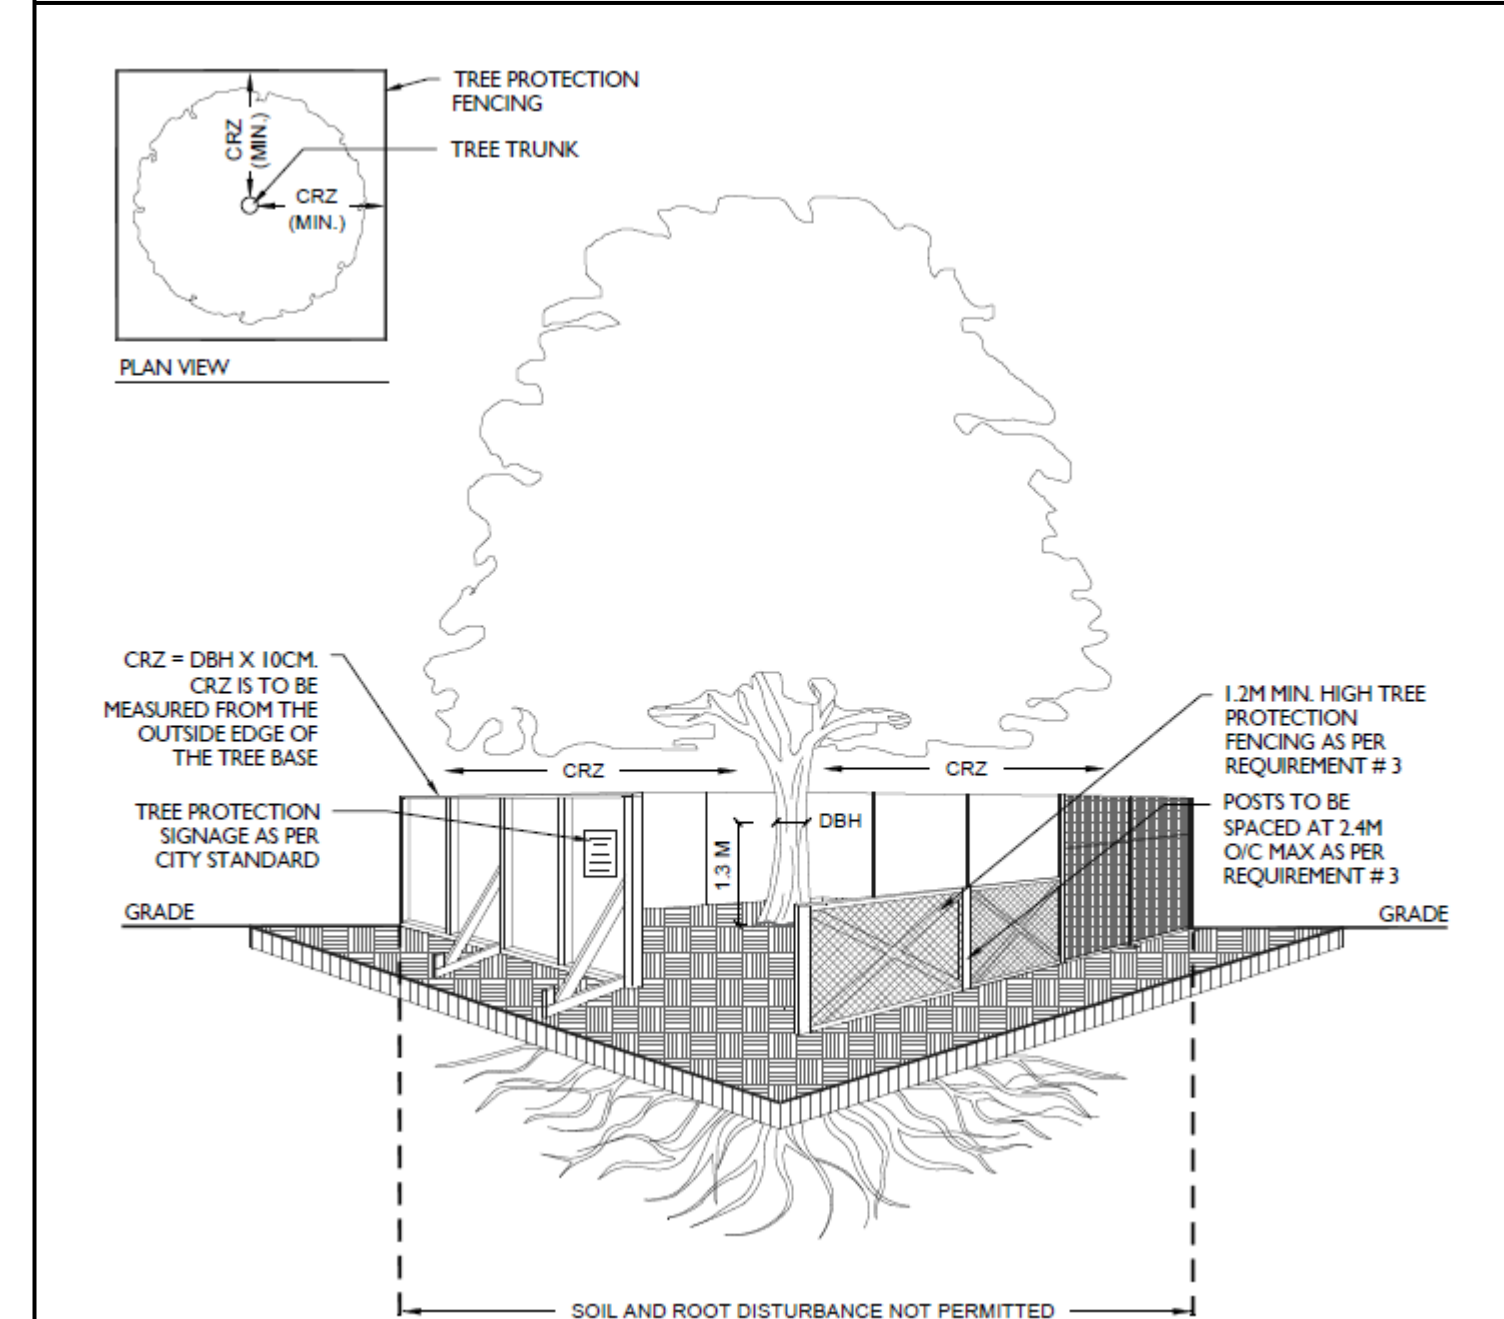 TREE PROTECTION
FENCING
CRZ
(MIN.)
TREE TRUNK
CRZ
(MIN.)
PLAN VIEW
CRZ = DBH X 10CM.
CRZ IS TO BE
MEASURED FROM THE
OUTSIDE EDGE OF
THE TREE BASE
1.2M MIN. HIGH TREE
PROTECTION
FENCING AS PER
REQUIREMENT # 3
CRZ
CRZ
TREE PROTECTION
SIGNAGE AS PER
CITY STANDARD
DBH
1.3 M
POSTS TO BE
SPACED AT 2.4M
O/C MAX AS PER
REQUIREMENT # 3
GRADE
GRADE
SOIL AND ROOT DISTURBANCE NOT PERMITTED